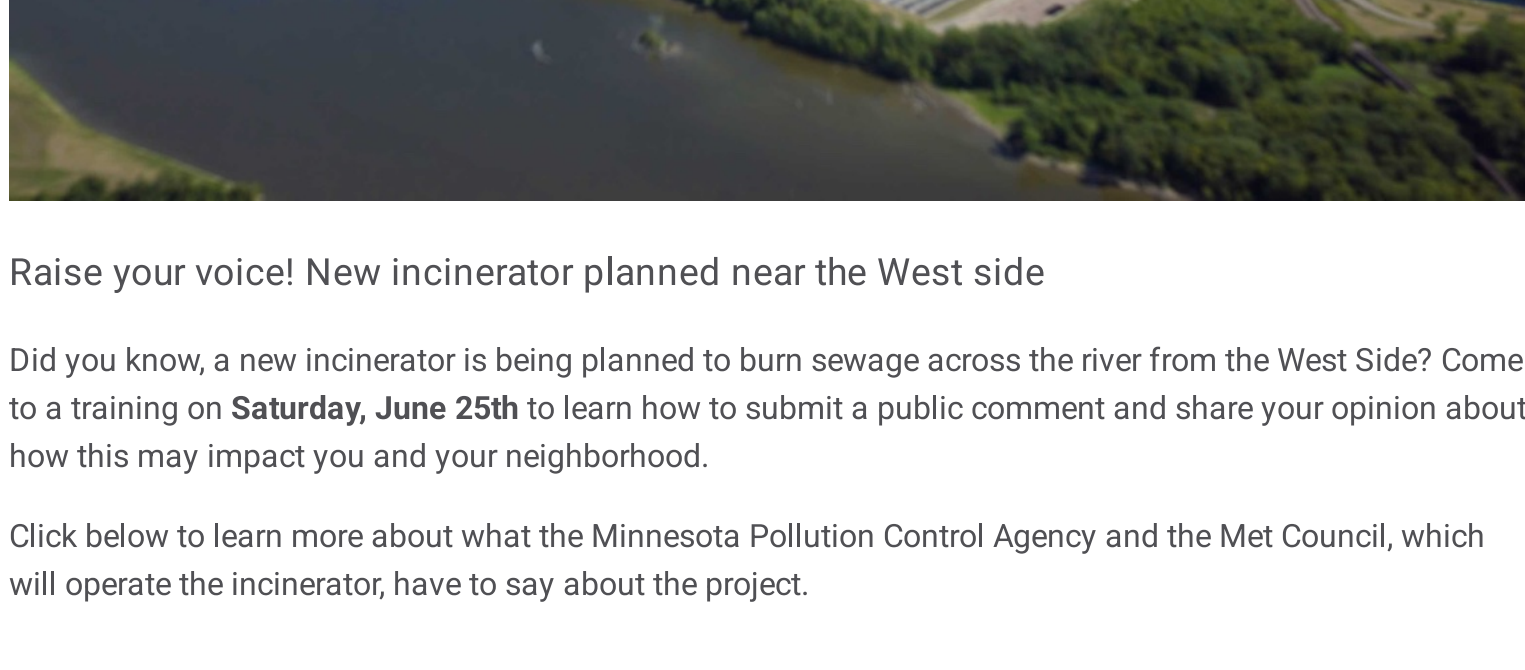 Raise your voice! New incinerator planned near the West side
Did you know, a new incinerator is being planned to burn sewage across the river from the West Side? Come
to a training on Saturday, June 25th to learn how to submit a public comment and share your opinion about
how this may impact you and your neighborhood.
Click below to learn more about what the Minnesota Pollution Control Agency and the Met Council, which
will operate the incinerator, have to say about the project.